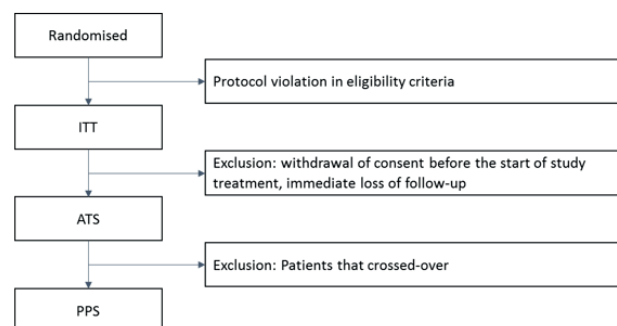 Randomised
Protocol violation in eligibility criteria
ITT
Exclusion: withdrawal of consent before the start of study
treatment, immediate loss of follow-up
ATS
Exclusion: Patients that crossed-over
PPS